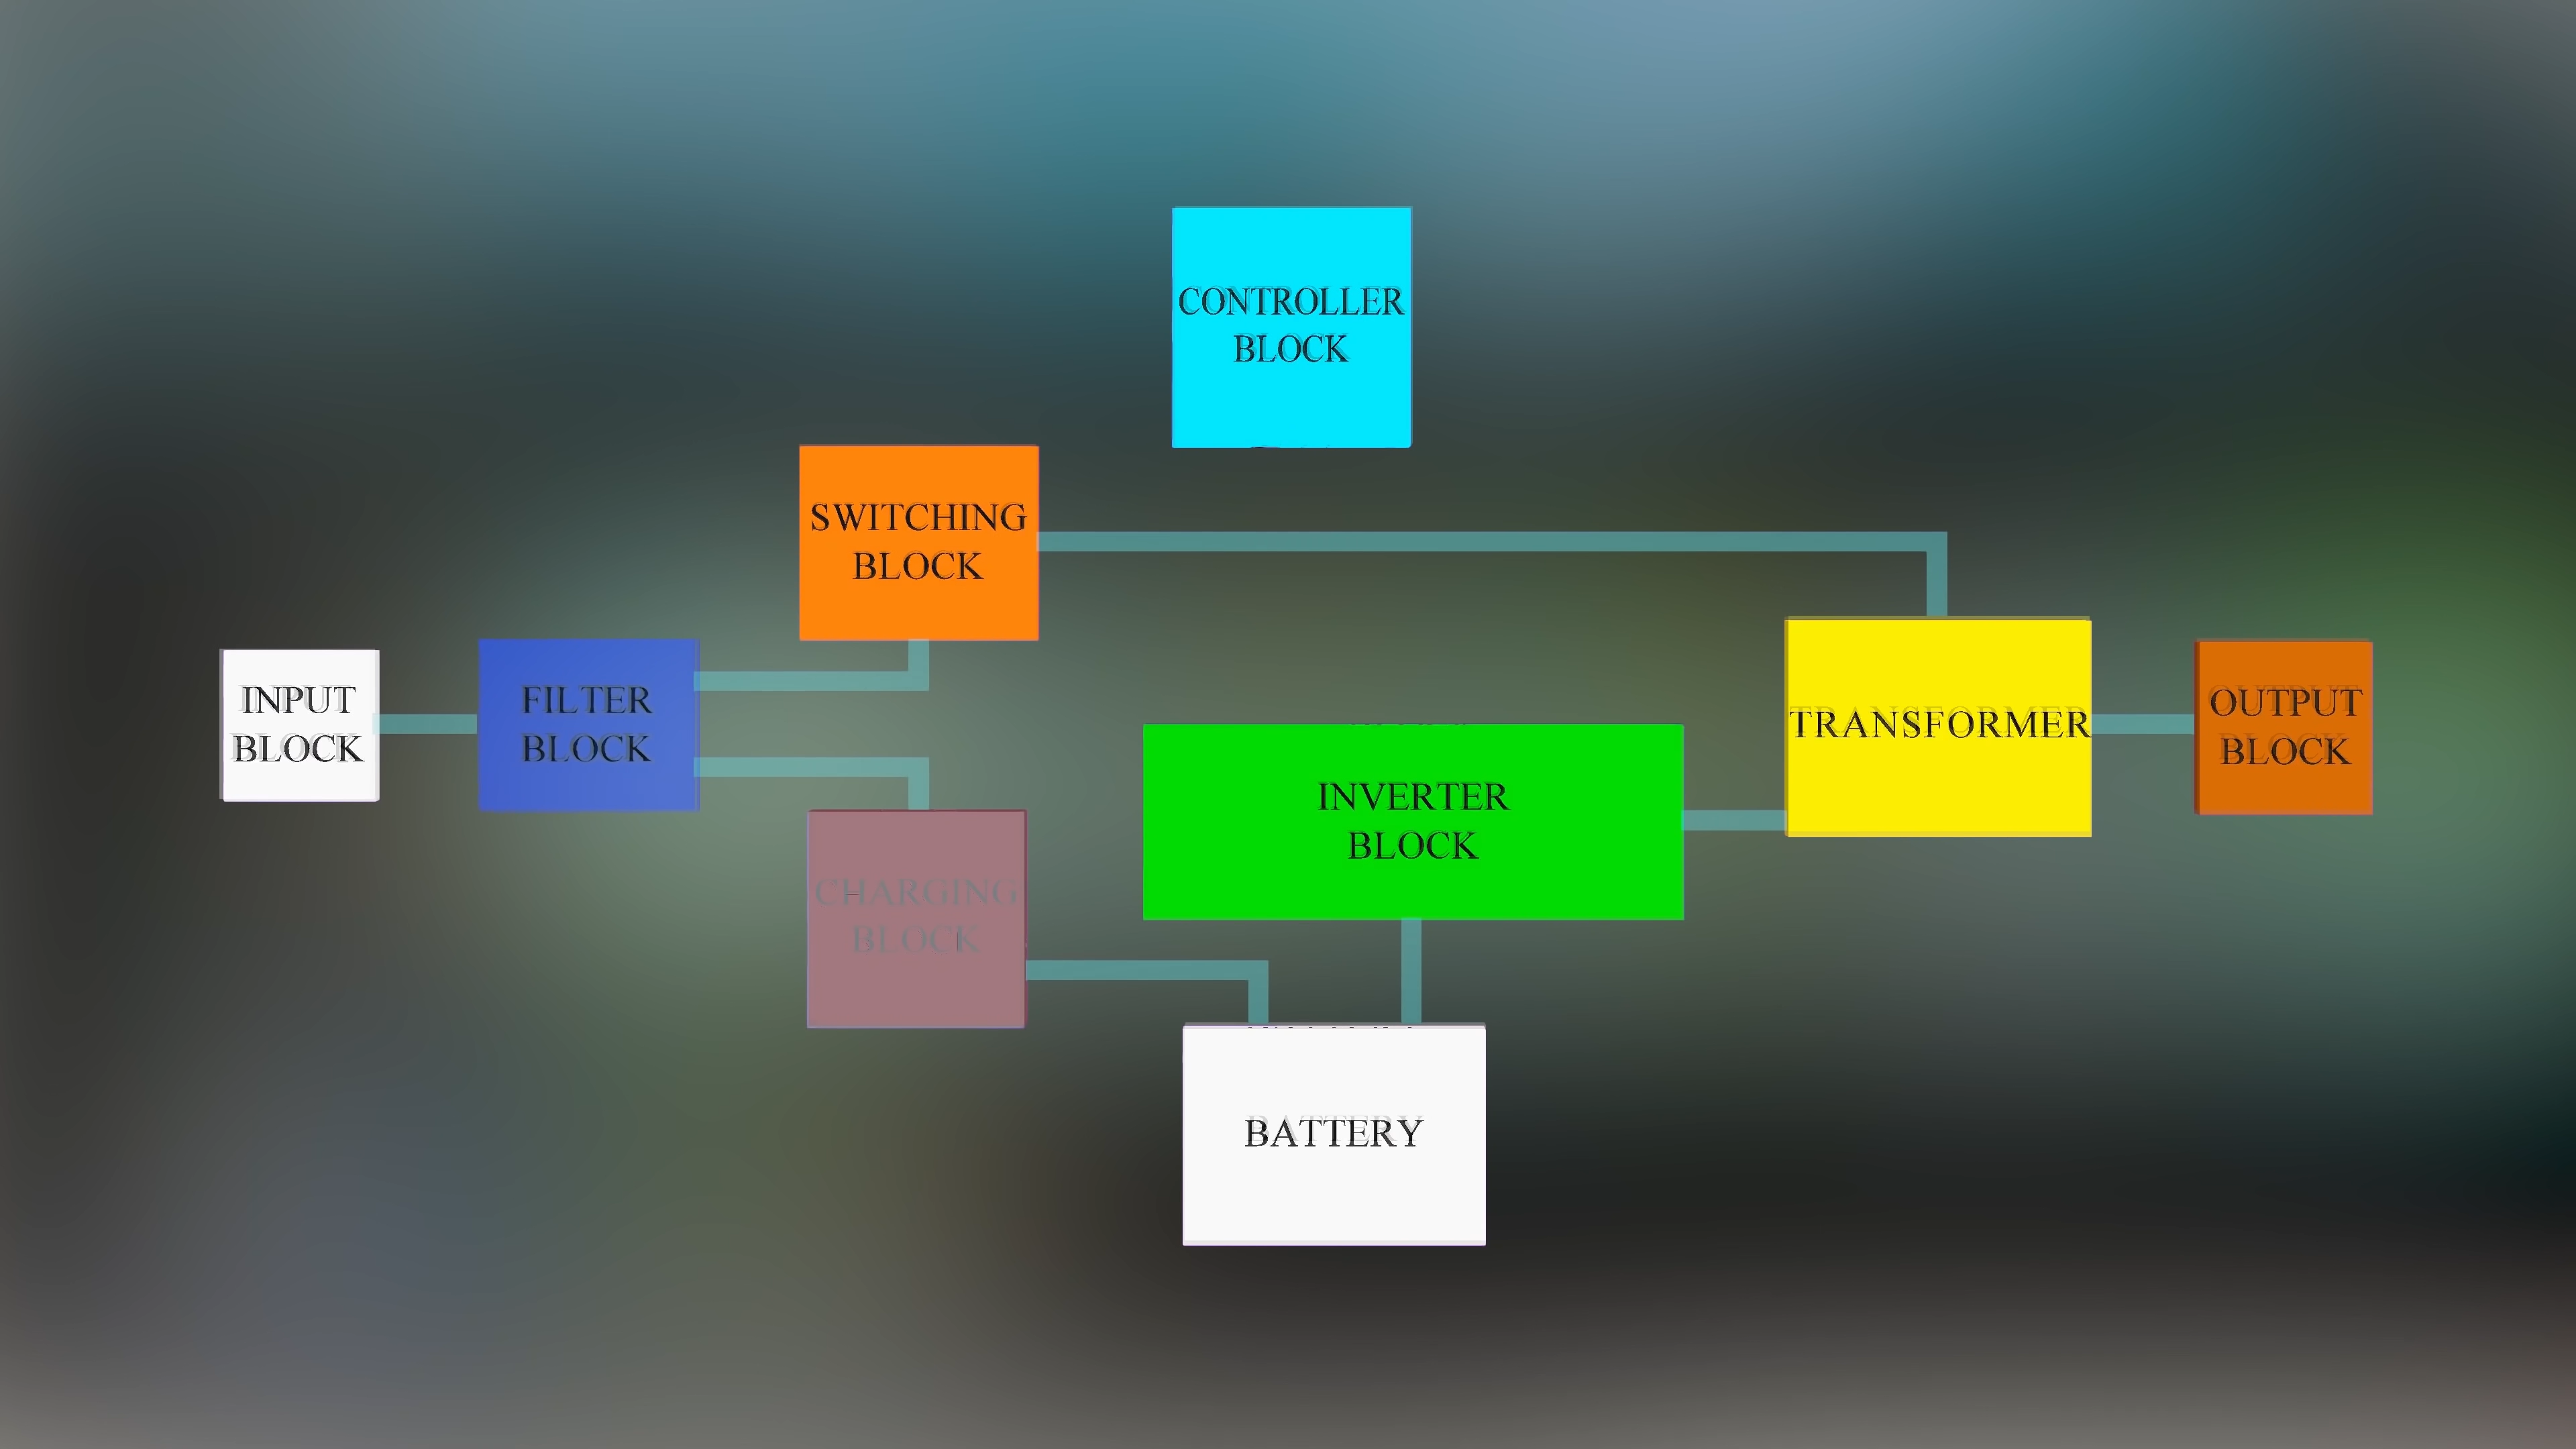 CONTROLLER
BLOCK
SWITCHING
BLOCK
INPUT
BLOCK
FILTER
BLOCK
TRANSFORMER
OUTPUT
BLOCK
INVERTER
BLOCK
CHARGING
BLOCK
BATTERY